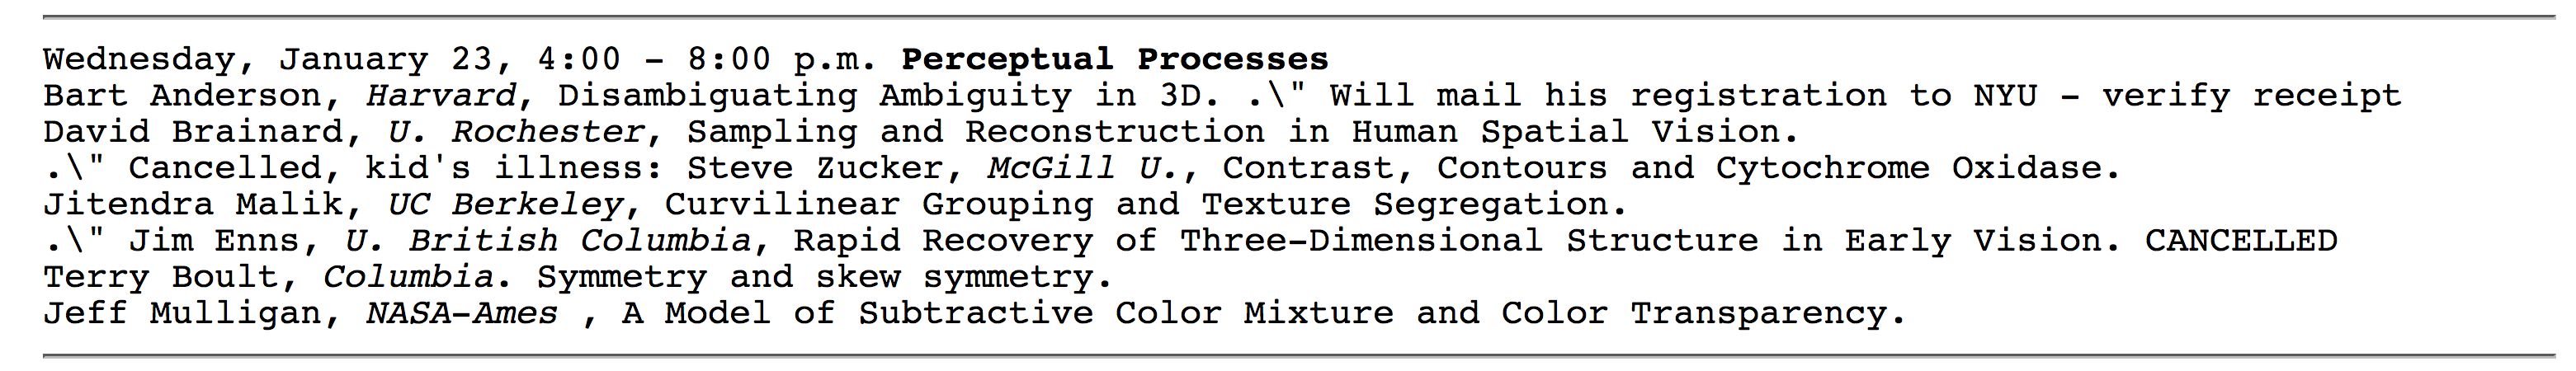 Wednesday, January 23, 4:00 - 8:00 p.m. Perceptual Processes
Bart Anderson, Harvard, Disambiguating Ambiguity in 3D. .\" Will mail his registration to NYU - verify receipt
David Brainard, U. Rochester, Sampling and Reconstruction in Human Spatial Vision.
.\" Cancelled, kid's illness: Steve Zucker, McGill U., Contrast, Contours and Cytochrome Oxidase.
Jitendra Malik, UC Berkeley, Curvilinear Grouping and Texture Segregation.
.\" Jim Enns, U. British Columbia, Rapid Recovery of Three-Dimensional Structure in Early Vision. CANCELLED
Terry Boult, Columbia. Symmetry and skew symmetry.
Jeff Mulligan, NASA-Ames , A Model of Subtractive Color Mixture and Color Transparency.